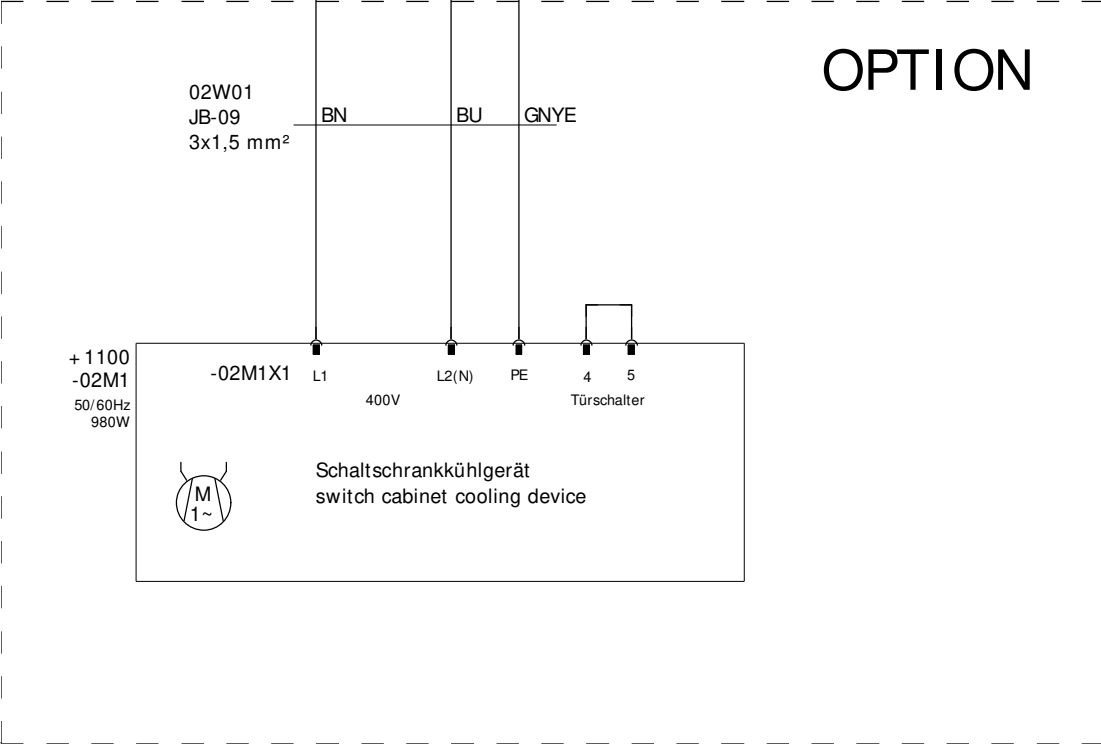 OPTION
02W01
JB-09
3x1,5 mm²
BN
BU
GNYE
+1100
-02M1
50/60Hz
980W
-02M1X1
L1
L2(N)
PE
4
5
400V
Türschalter
M
1~
Schaltschrankkühlgerät
switch cabinet cooling device